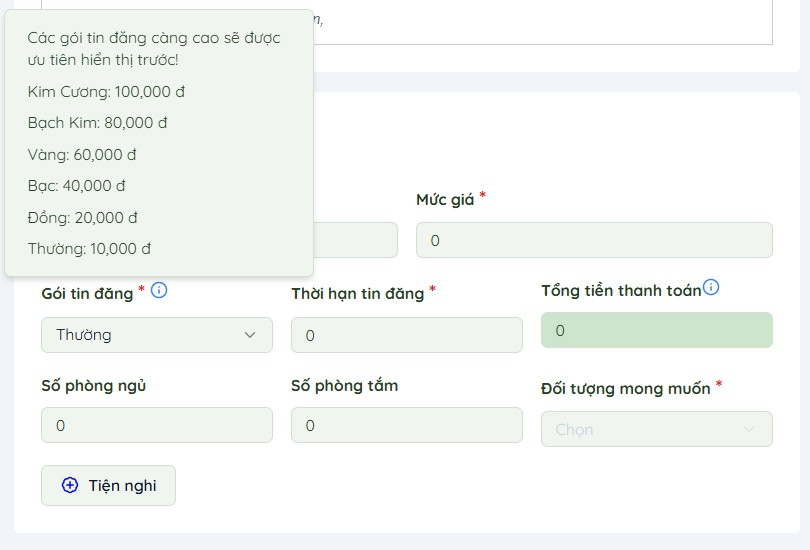 Các gói tin đăng càng cao sẽ được
ưu tiên hiển thị trước!
Kim Cương: 100,000 đ
Bạch Kim: 80,000 đ
Vàng: 60,000 đ
Bạc: 40,000 đ
Đồng: 20,000 đ
Thường: 10,000 đ
Mức giá *
0
Gói tin đăng *
Thời hạn tin đăng *
Tổng tiền thanh toán
Thường
0
0
Số phòng ngủ
Số phòng tắm
Đối tượng mong muốn *
0
0
Chọn
Tiện nghi